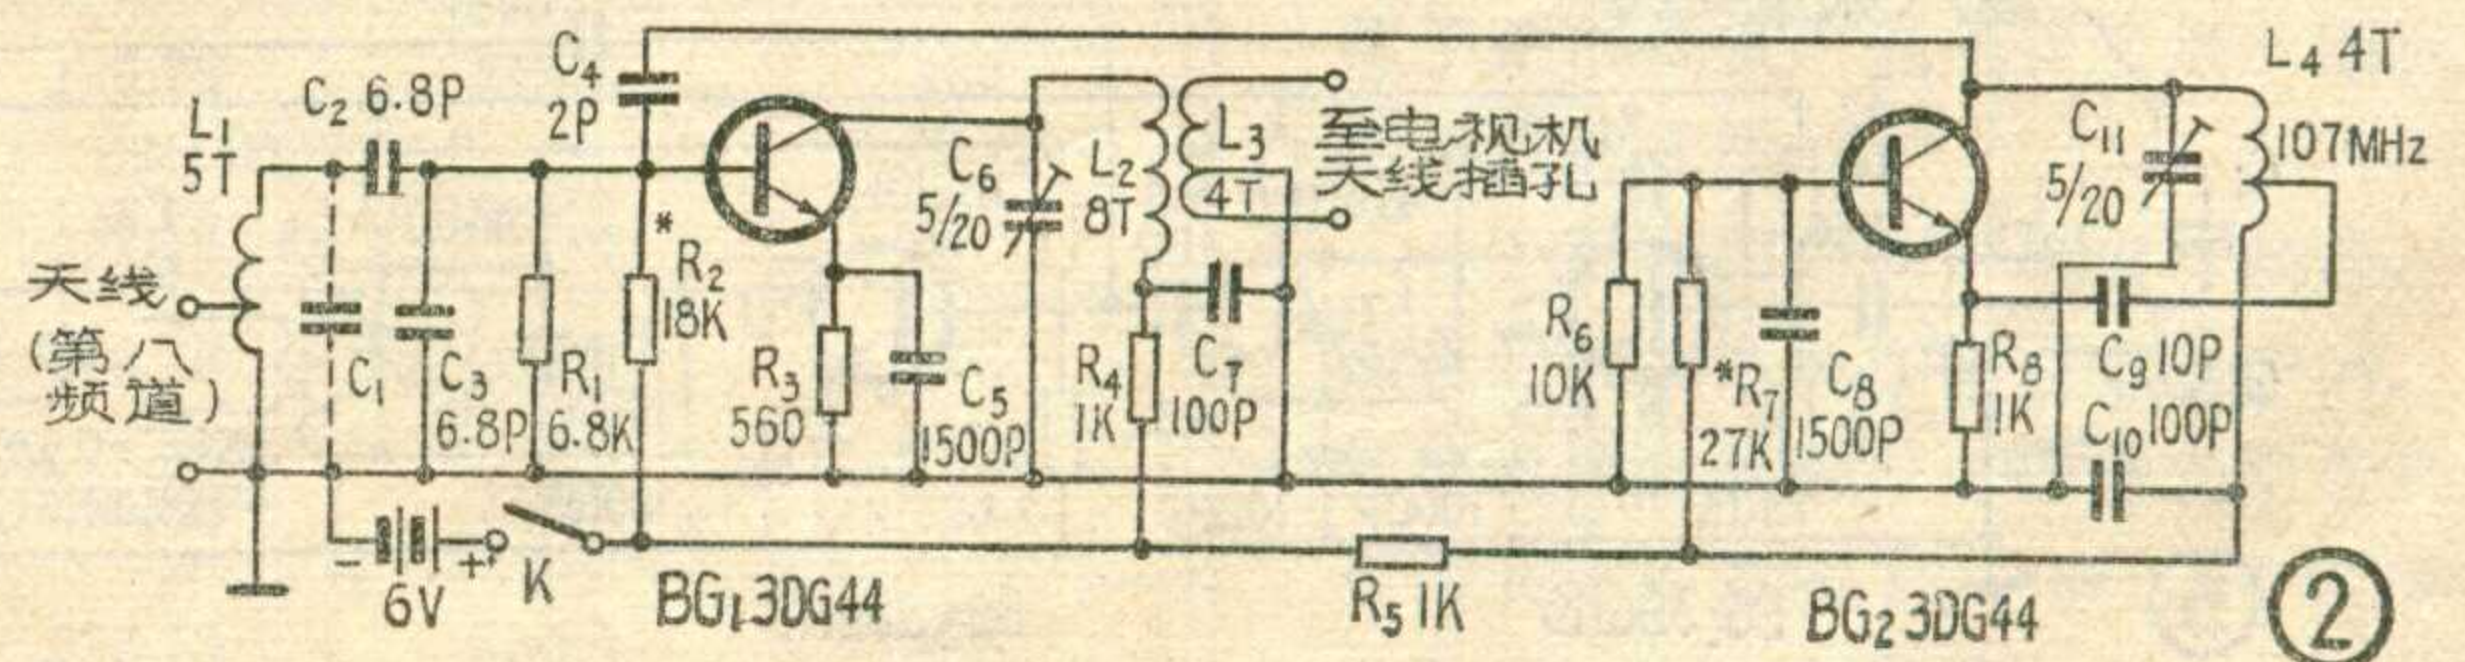 L₁
5T
C₂ 6.8P
C₄
2P
天线
(第八
频道)
C₁
C₃
6.8P
R₁
6.8K
*
R₂
18K
R₃
560
C₅
1500P
C₆
5/20
L₂
8T
L₃
4T
至电视机
天线插孔
R₄
1K
C₇
100P
R₆
10K
*R₇
27K
C₈
1500P
R₈
1K
C₉ 10P
C₁₀ 100P
C₁₁
5/20
L₄ 4T
107MHz
-
+
6V
K
BG₁ 3DG44
R₅ 1K
BG₂ 3DG44
②